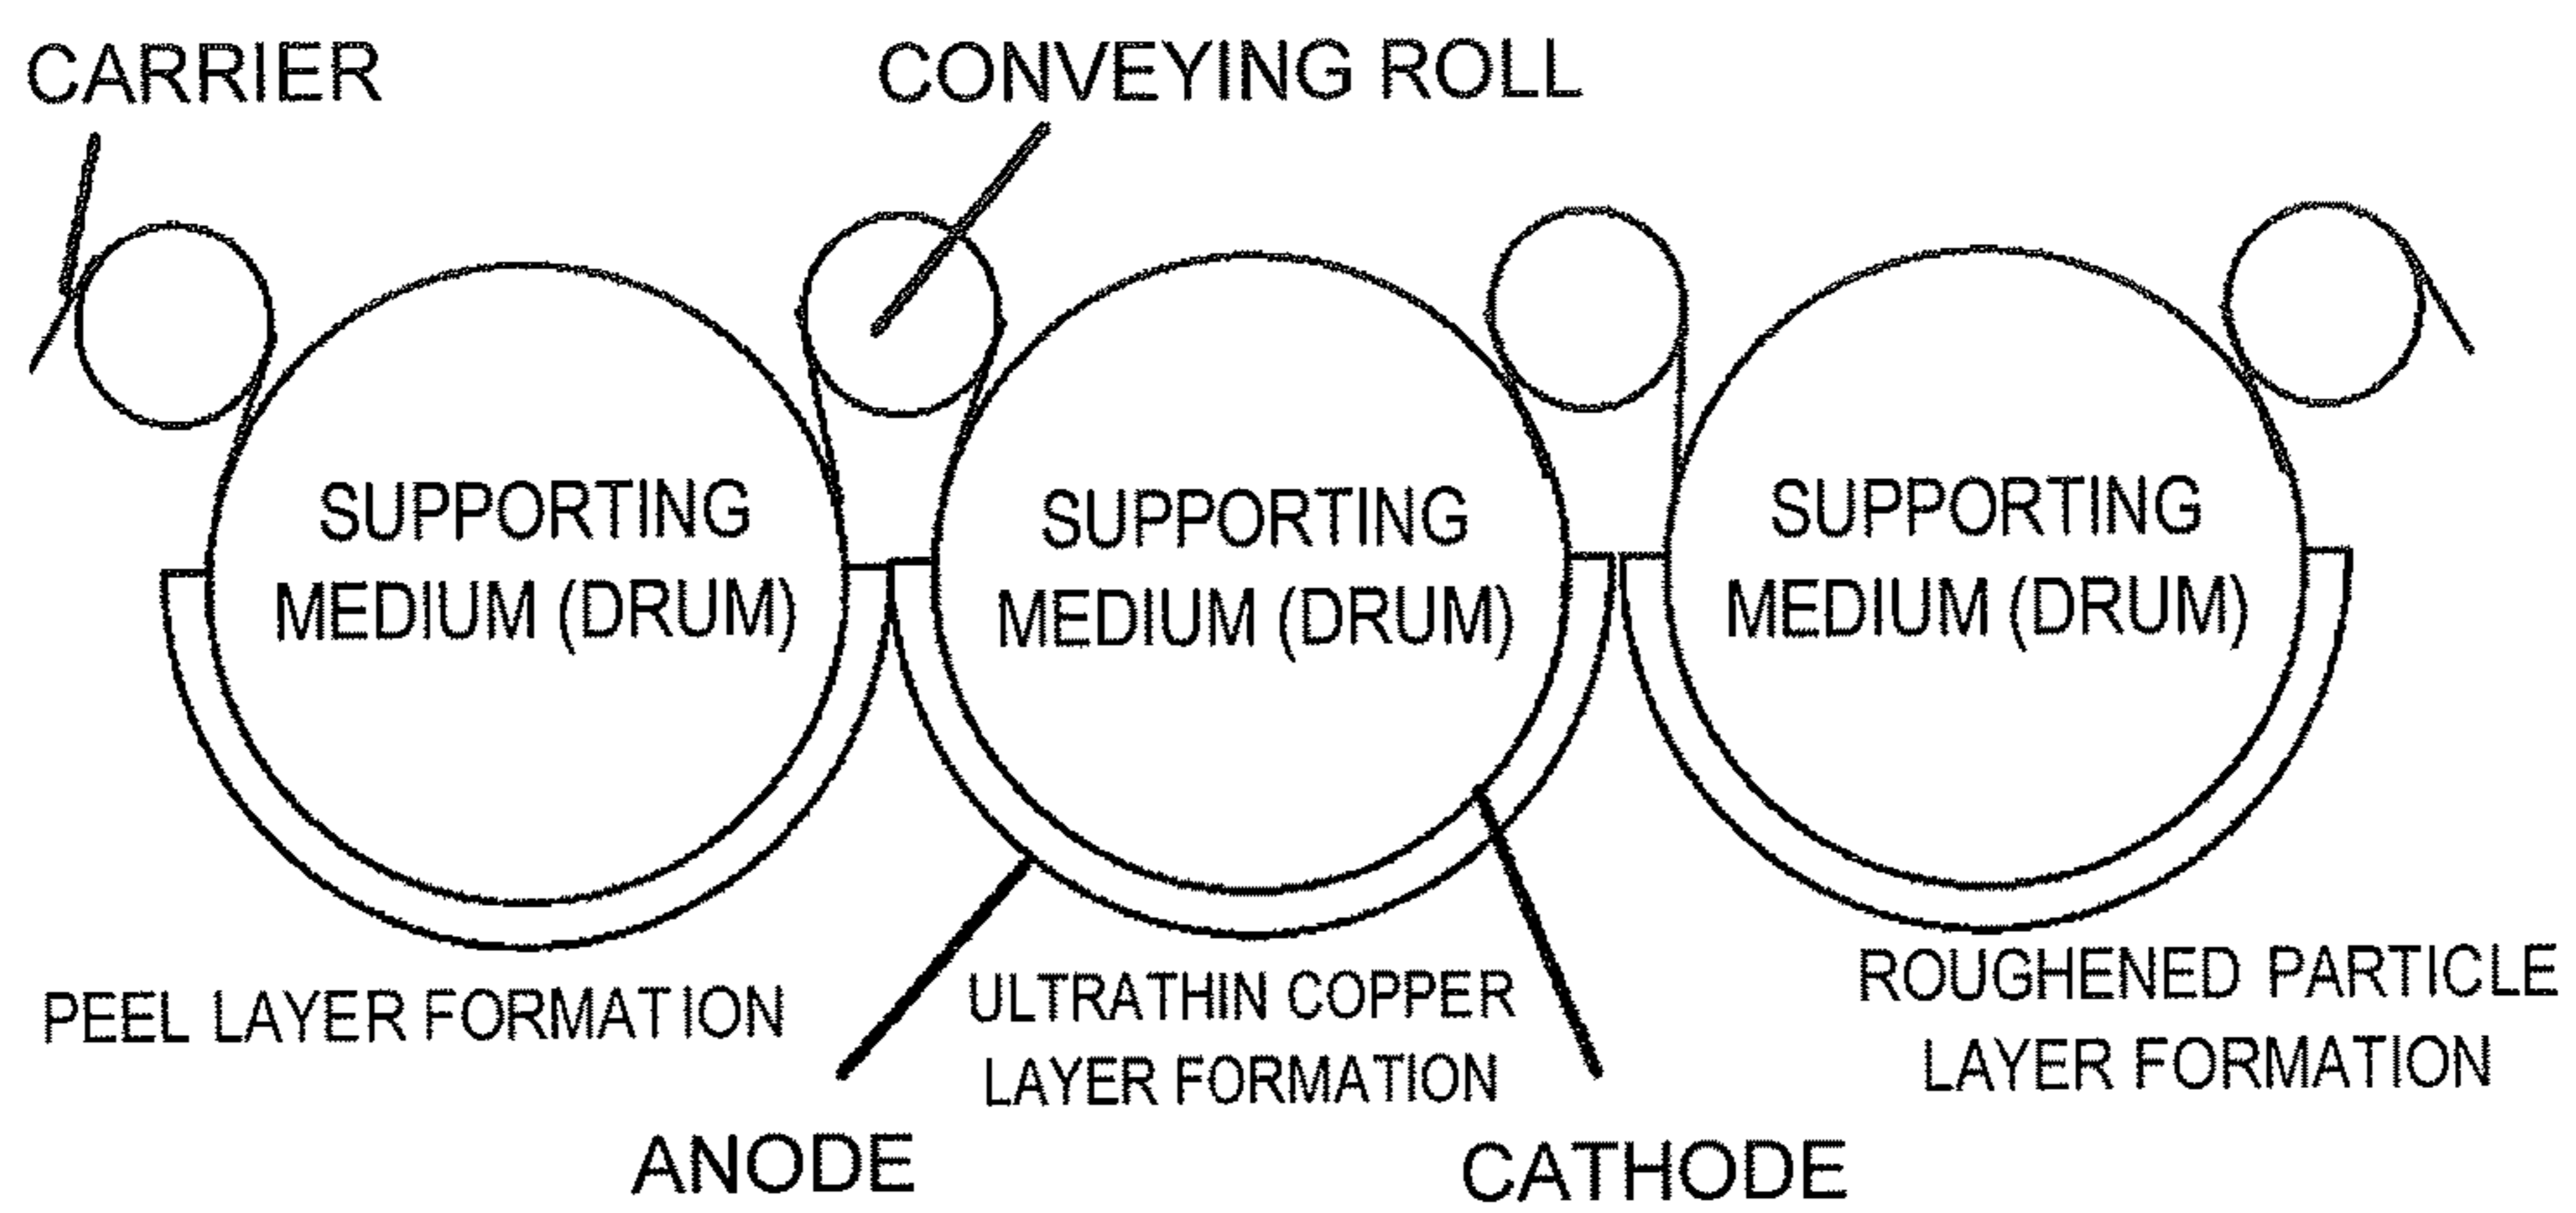 CARRIER
CONVEYING ROLL
SUPPORTING
MEDIUM (DRUM)
SUPPORTING
MEDIUM (DRUM)
SUPPORTING
MEDIUM (DRUM)
PEEL LAYER FORMATION
ULTRATHIN COPPER
LAYER FORMATION
ROUGHENED PARTICLE
LAYER FORMATION
ANODE
CATHODE